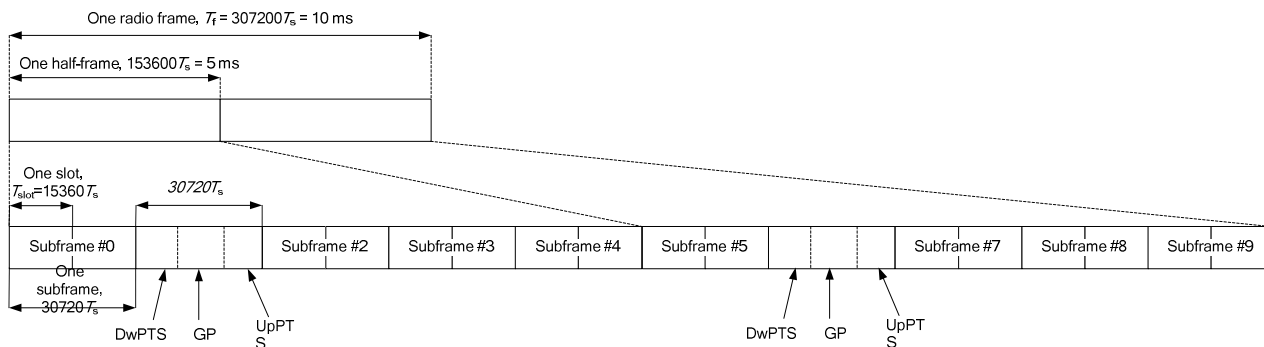 One radio frame, Tf = 307200Ts = 10 ms
One half-frame, 153600Ts = 5 ms
One slot,
Tslot=15360Ts
30720Ts
Subframe #0
Subframe #2
Subframe #3
Subframe #4
Subframe #5
Subframe #7
Subframe #8
Subframe #9
One
subframe,
30720Ts
DwPTS
GP
UpPT
S
DwPTS
GP
UpPT
S